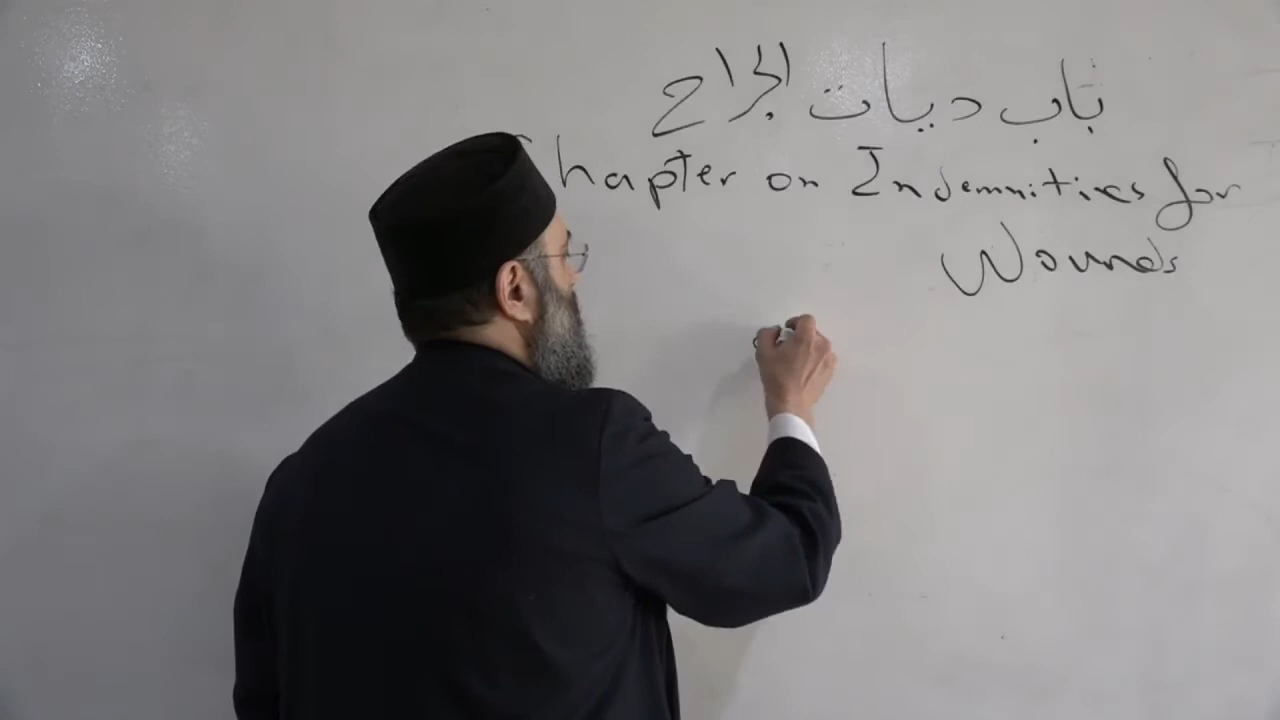 باب ديات الجراح
Chapter on Indemnities for
Wounds